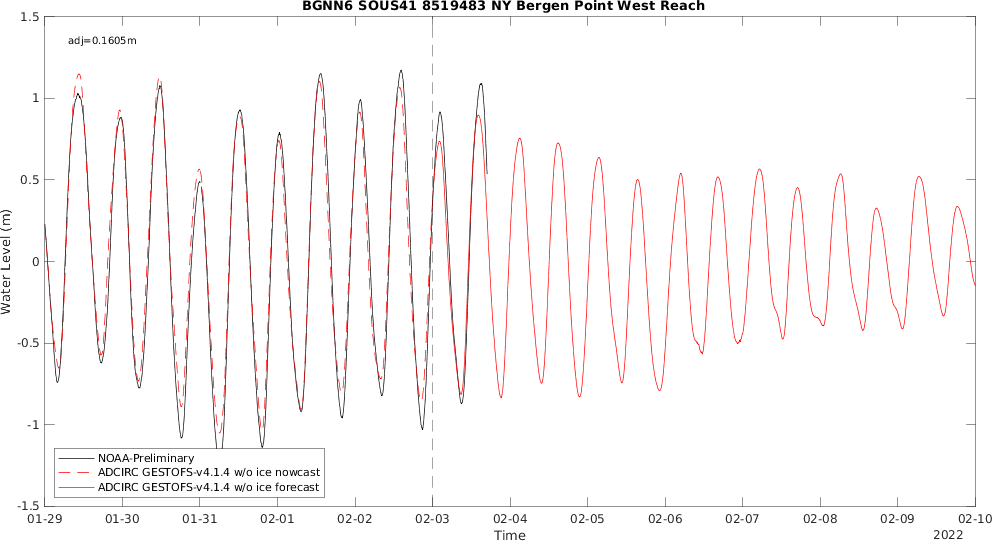 BGNN6 SOUS41 8519483 NY Bergen Point West Reach
adj=0.1605m
1.5
1
0.5
0
-0.5
-1
-1.5
Water Level (m)
NOAA-Preliminary
ADCIRC GESTOFS-v4.1.4 w/o ice nowcast
ADCIRC GESTOFS-v4.1.4 w/o ice forecast
01-29 01-30 01-31 02-01 02-02 02-03 02-04 02-05 02-06 02-07 02-08 02-09 02-10
Time
2022